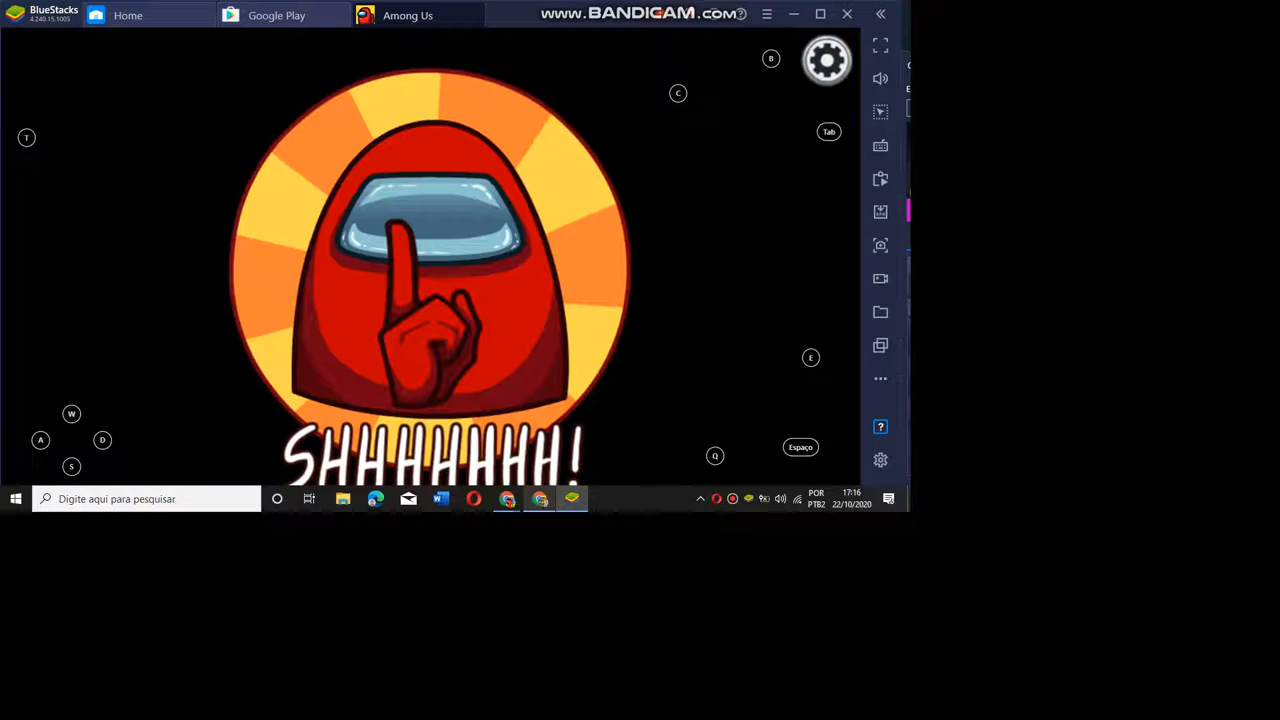 BlueStacks
4.240.15.1005
Home
Google Play
Among Us
www.BANDICAM.com
B
C
T
Tab
E
W
A
D
S
Q
Espaço
SHHHHHHH!
Digite aqui para pesquisar
POR
PTB2
17:16
22/10/2020